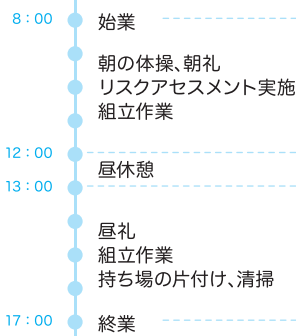 8：00 始業
朝の体操、朝礼
リスクアセスメント実施
組立作業
12：00
昼休憩
13：00
昼礼
組立作業
持ち場の片付け、清掃
17：00 終業